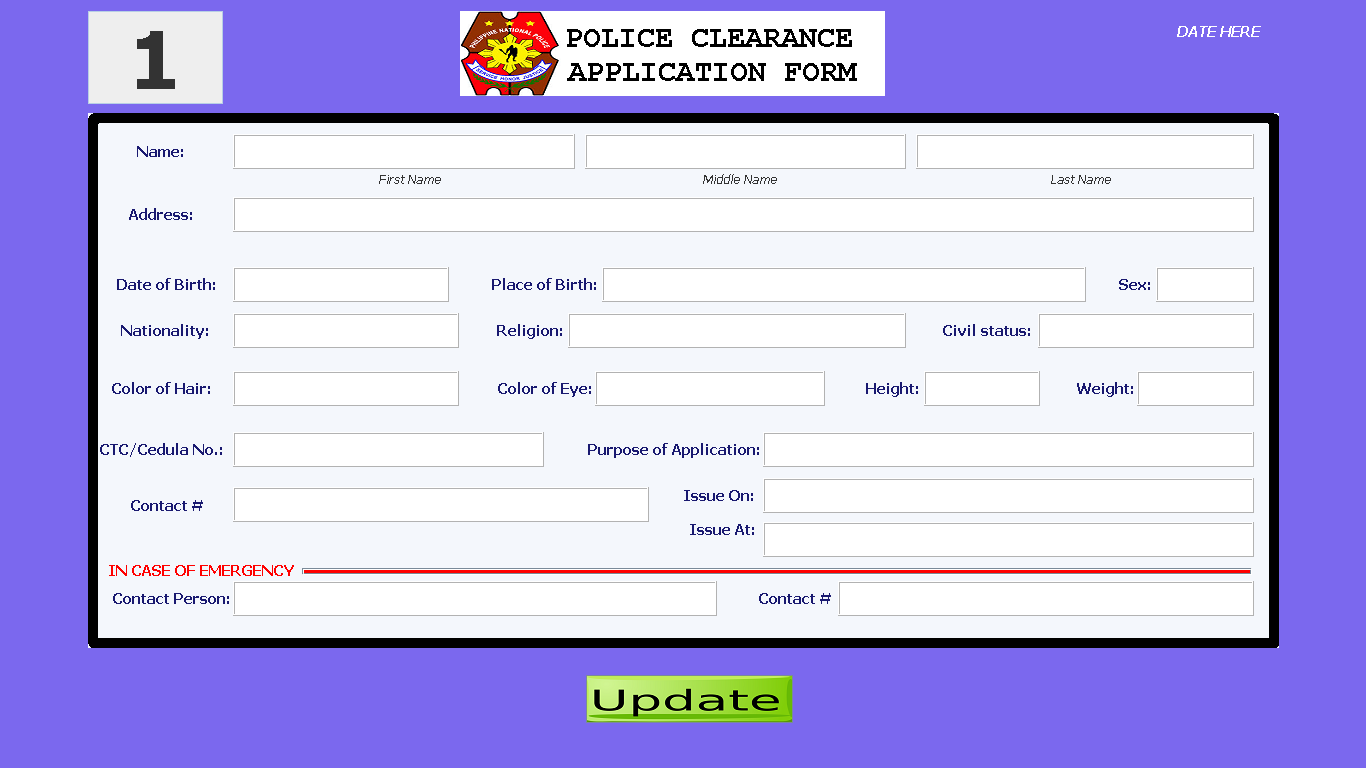 1
PHILIPPINE NATIONAL POLICE
SERVICE HONOR JUSTICE
POLICE CLEARANCE
APPLICATION FORM
DATE HERE
Name:
First Name Middle Name Last Name
Address:
Date of Birth: Place of Birth: Sex:
Nationality: Religion: Civil status:
Color of Hair: Color of Eye: Height: Weight:
CTC/Cedula No.: Purpose of Application:
Contact # Issue On:
Issue At:
IN CASE OF EMERGENCY
Contact Person: Contact #
Update